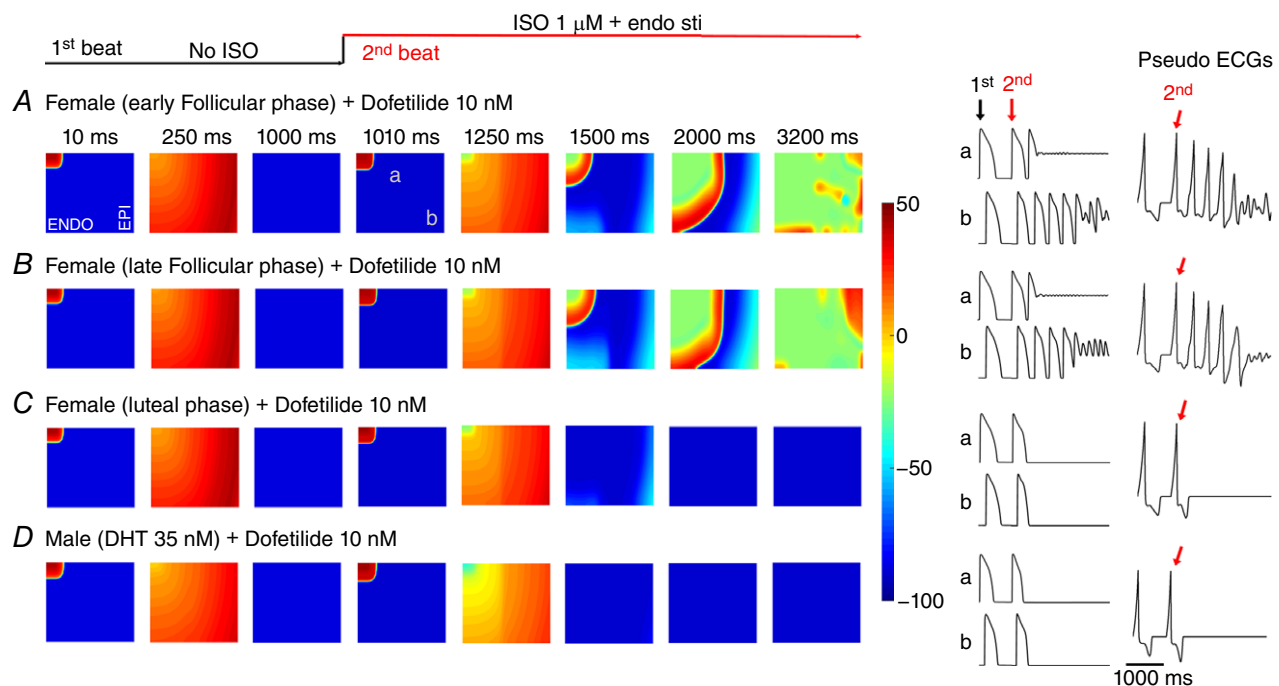 ISO 1 μM + endo sti
1st beat
No ISO
2nd beat
Pseudo ECGs
A Female (early Follicular phase) + Dofetilide 10 nM
1st 2nd
2nd
10 ms 250 ms 1000 ms 1010 ms 1250 ms 1500 ms 2000 ms 3200 ms
ENDO
EPI
a
b
a
b
50
0
−50
−100
B Female (late Follicular phase) + Dofetilide 10 nM
a
b
C Female (luteal phase) + Dofetilide 10 nM
a
b
D Male (DHT 35 nM) + Dofetilide 10 nM
a
b
1000 ms